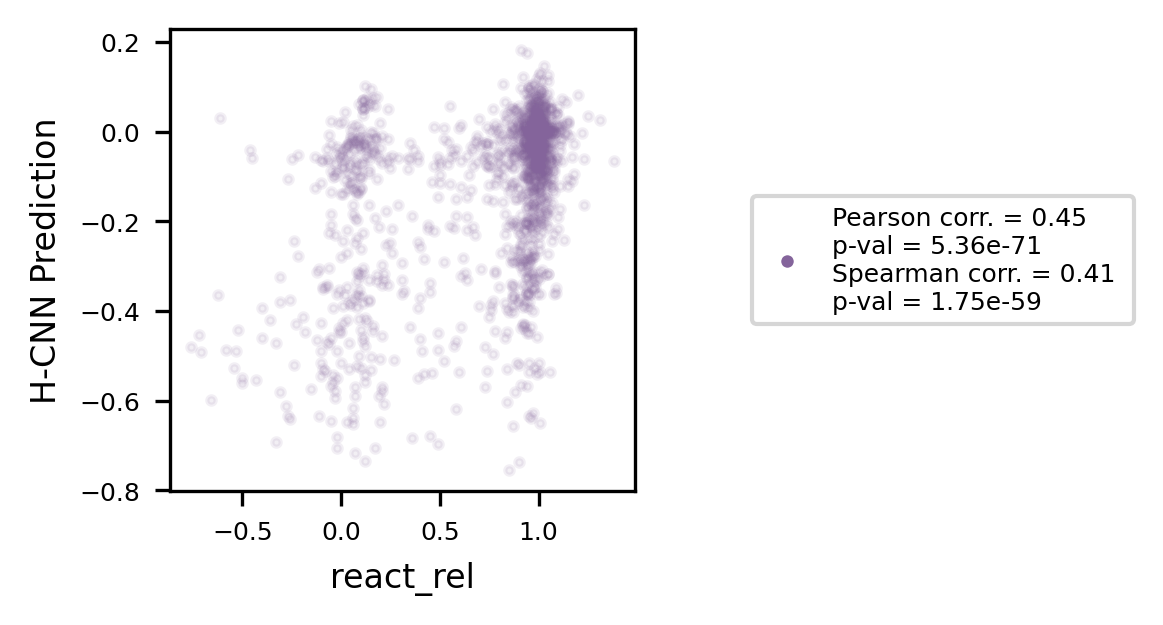 0.2
0.0
−0.2
−0.4
−0.6
−0.8
H-CNN Prediction
−0.5
0.0
0.5
1.0
react_rel
Pearson corr. = 0.45
p-val = 5.36e-71
Spearman corr. = 0.41
p-val = 1.75e-59